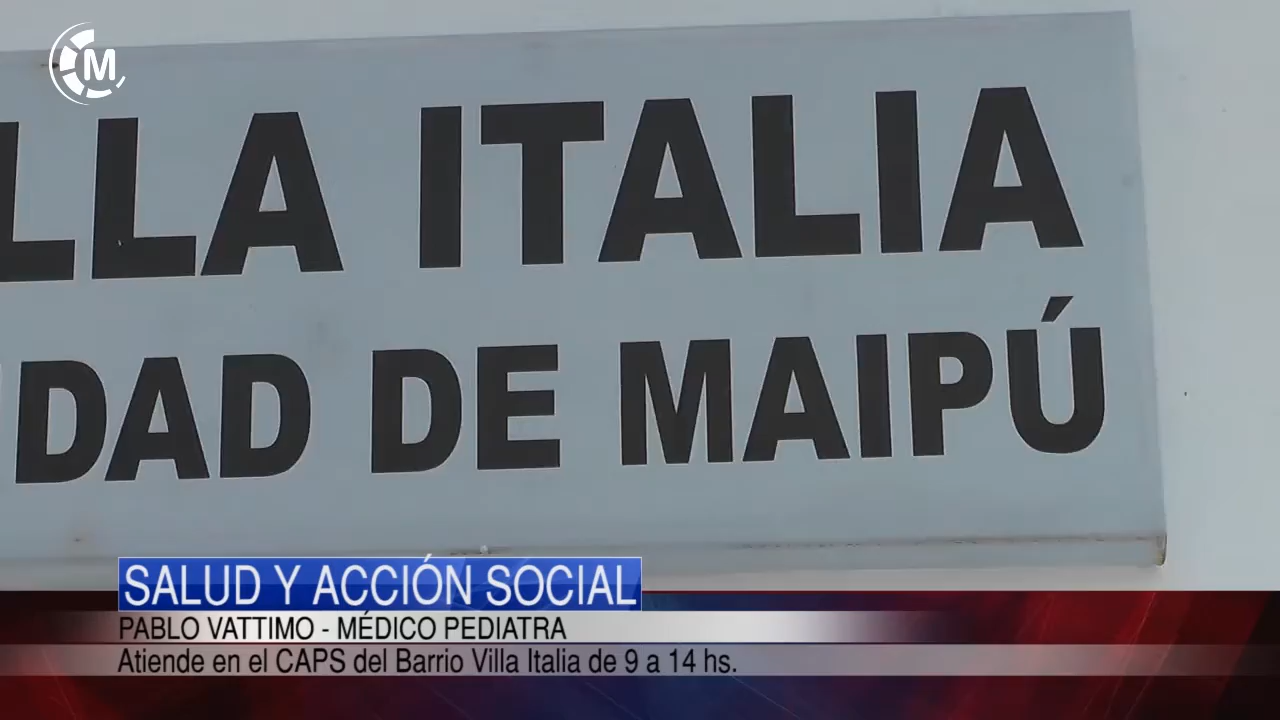 M
LLA ITALIA
DAD DE MAIPÚ
SALUD Y ACCIÓN SOCIAL
PABLO VATTIMO - MÉDICO PEDIATRA
Atiende en el CAPS del Barrio Villa Italia de 9 a 14 hs.